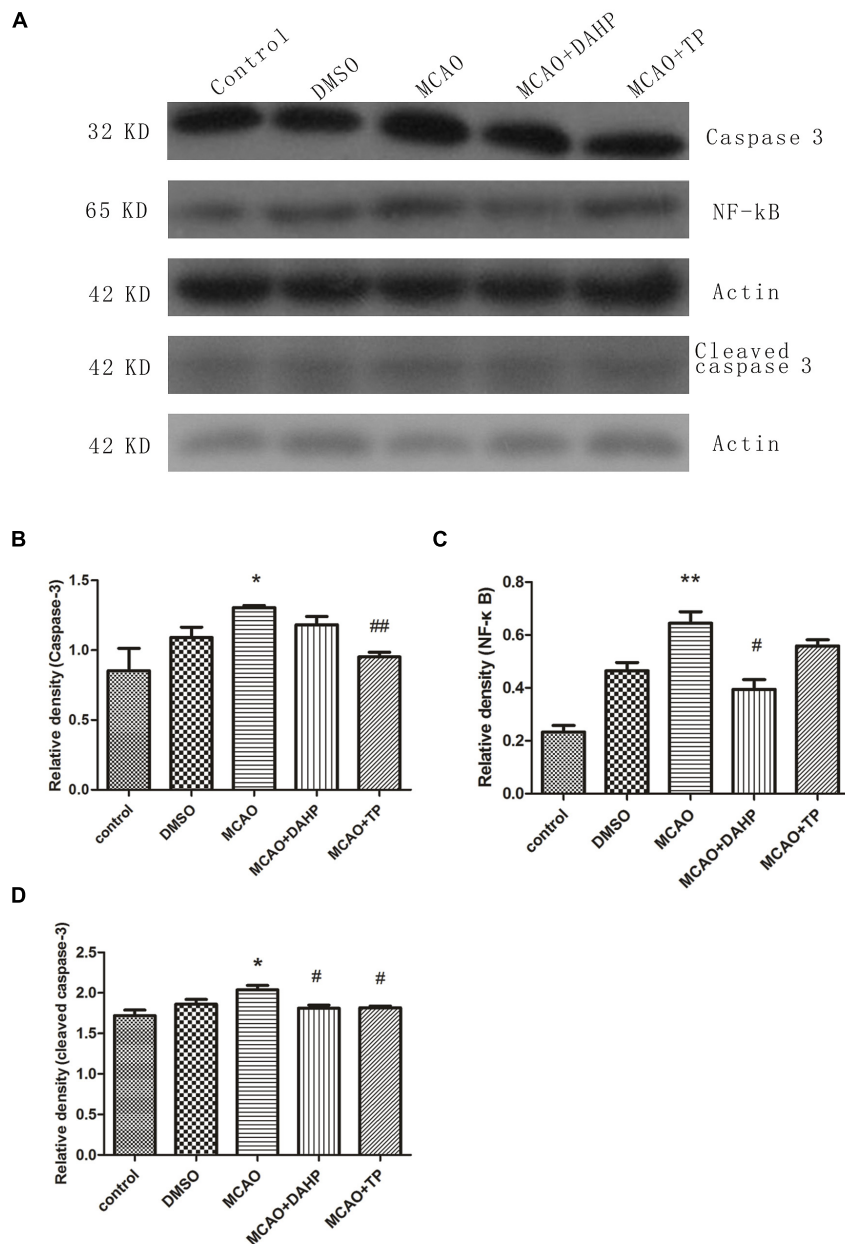 A
Control DMSO MCAO MCAO+DAHP MCAO+TP
32 KD Caspase 3
65 KD NF-kB
42 KD Actin
42 KD Cleaved caspase 3
42 KD Actin
B
Relative density (Caspase-3)
1.5
1.0
0.5
0.0
*
##
control DMSO MCAO MCAO+DAHP MCAO+TP
C
Relative density (NF-κ B)
0.8
0.6
0.4
0.2
0.0
**
#
control DMSO MCAO MCAO+DAHP MCAO+TP
D
Relative density (cleaved caspase-3)
2.5
2.0
1.5
1.0
0.5
0.0
*
#
#
control DMSO MCAO MCAO+DAHP MCAO+TP